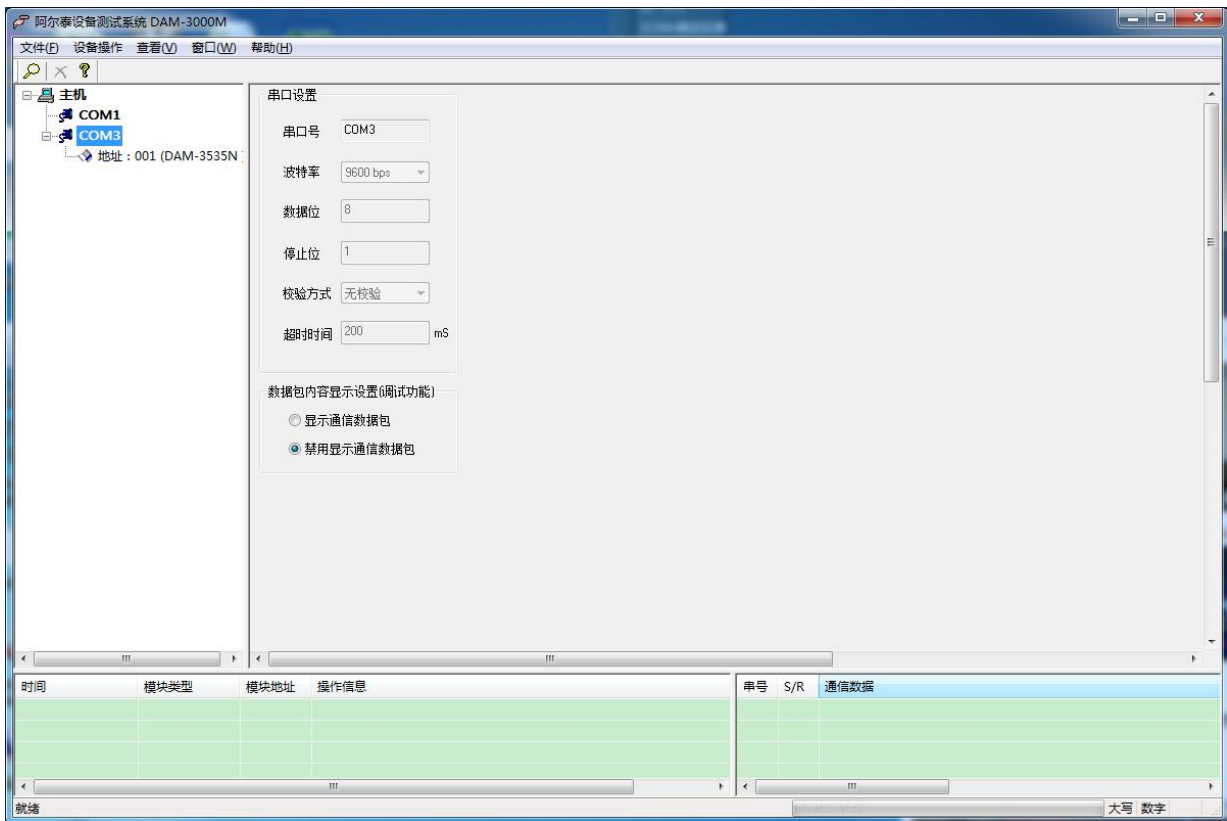 阿尔泰设备测试系统 DAM-3000M
文件(F) 设备操作 查看(V) 窗口(W) 帮助(H)
主机
COM1
COM3
地址：001 (DAM-3535N )
串口设置
串口号 COM3
波特率 9600 bps
数据位 8
停止位 1
校验方式 无校验
超时时间 200 mS
数据包内容显示设置(调试功能)
显示通信数据包
禁用显示通信数据包
时间 模块类型 模块地址 操作信息
串号 S/R 通信数据
就绪 大写 数字